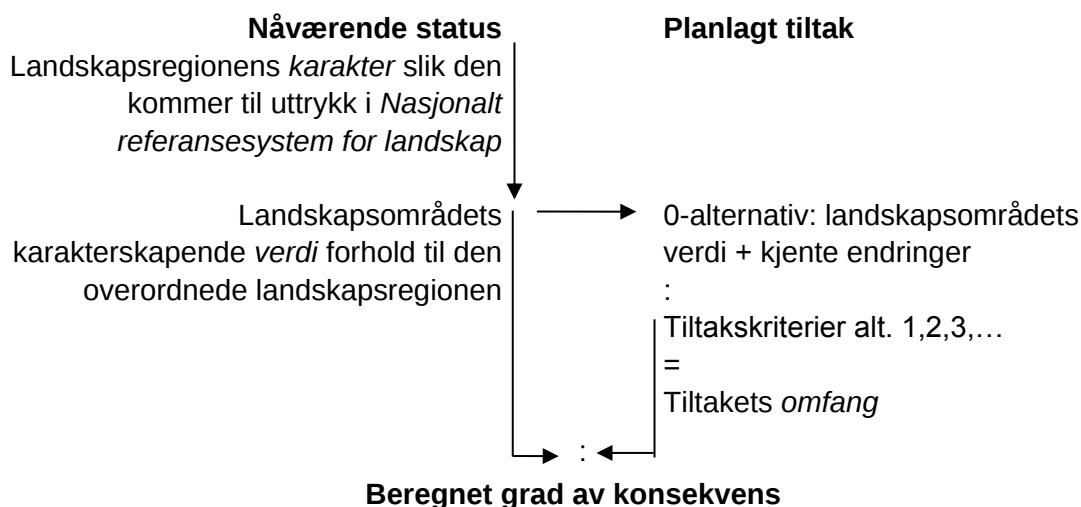 Nåværende status
Landskapsregionens karakter slik den
kommer til uttrykk i Nasjonalt
referansesystem for landskap
Landskapsområdets
karakterskapende verdi forhold til den
overordnede landskapsregionen
Planlagt tiltak
0-alternativ: landskapsområdets
verdi + kjente endringer
:
Tiltakskriterier alt. 1,2,3,…
=
Tiltakets omfang
:
Beregnet grad av konsekvens